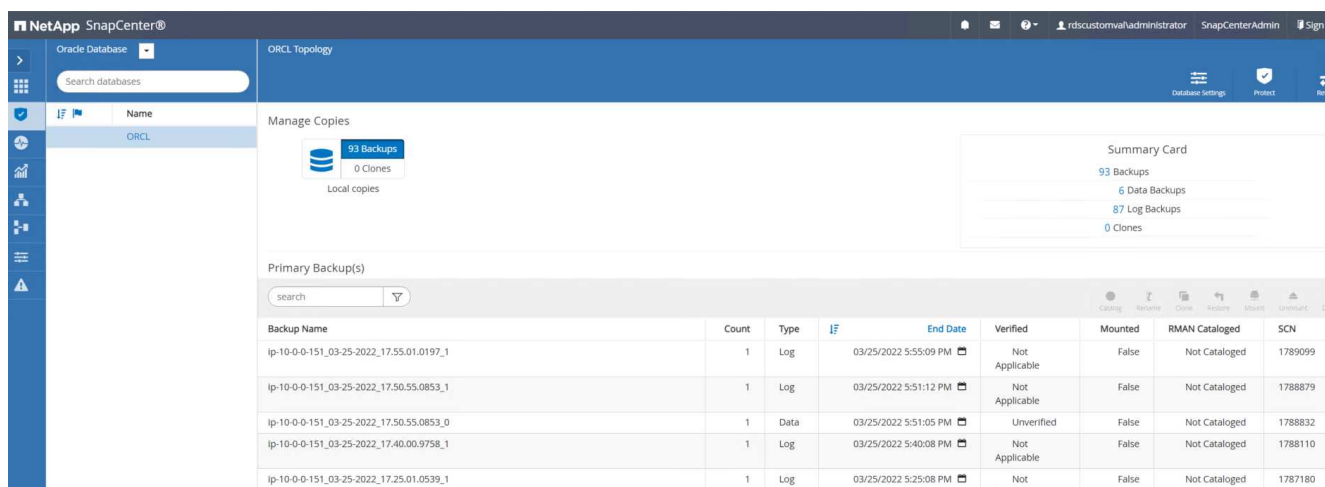 NetApp SnapCenter®
rdscustomval\administrator SnapCenterAdmin Sign
Oracle Database
Search databases
Name
ORCL
ORCL Topology
Database Settings Protect
Manage Copies
93 Backups
0 Clones
Local copies
Summary Card
93 Backups
6 Data Backups
87 Log Backups
0 Clones
Primary Backup(s)
search
Catalog Rename Clone Restore Mount Unmount
Backup Name Count Type End Date Verified Mounted RMAN Cataloged SCN
ip-10-0-0-151_03-25-2022_17.55.01.0197_1 1 Log 03/25/2022 5:55:09 PM Not Applicable False Not Cataloged 1789099
ip-10-0-0-151_03-25-2022_17.50.55.0853_1 1 Log 03/25/2022 5:51:12 PM Not Applicable False Not Cataloged 1788879
ip-10-0-0-151_03-25-2022_17.50.55.0853_0 1 Data 03/25/2022 5:51:05 PM Unverified False Not Cataloged 1788832
ip-10-0-0-151_03-25-2022_17.40.00.9758_1 1 Log 03/25/2022 5:40:08 PM Not Applicable False Not Cataloged 1788110
ip-10-0-0-151_03-25-2022_17.25.01.0539_1 1 Log 03/25/2022 5:25:08 PM Not False Not Cataloged 1787180